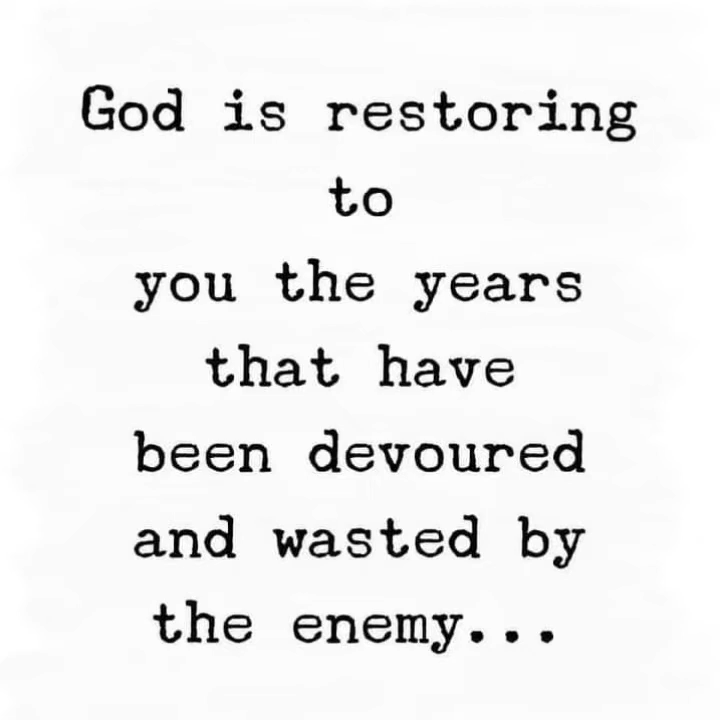 God is restoring
to
you the years
that have
been devoured
and wasted by
the enemy...